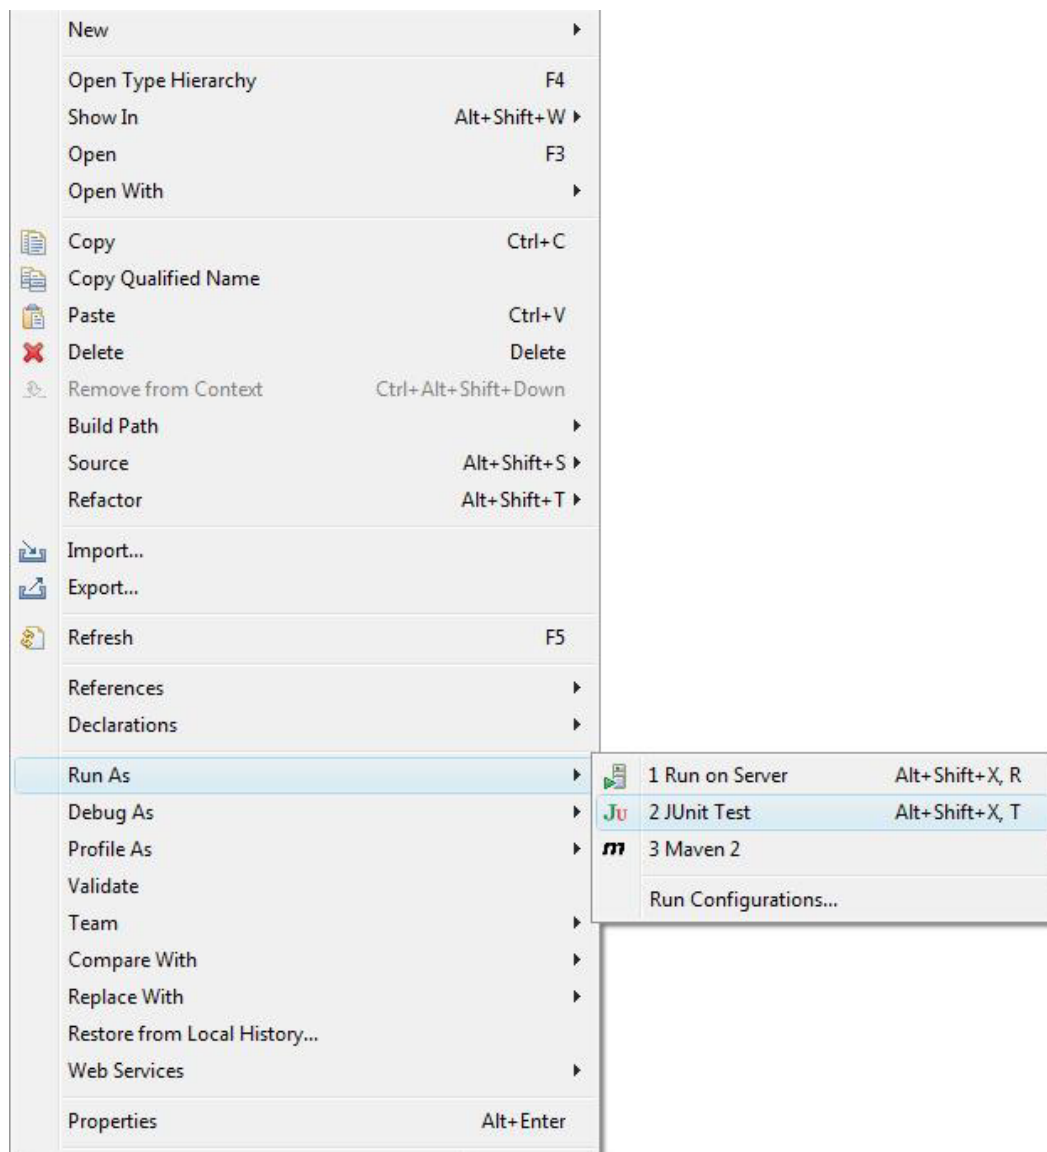 New
Open Type Hierarchy F4
Show In Alt+Shift+W
Open F3
Open With
Copy Ctrl+C
Copy Qualified Name
Paste Ctrl+V
Delete Delete
Remove from Context Ctrl+Alt+Shift+Down
Build Path
Source Alt+Shift+S
Refactor Alt+Shift+T
Import...
Export...
Refresh F5
References
Declarations
Run As
Debug As
Profile As
Validate
Team
Compare With
Replace With
Restore from Local History...
Web Services
Properties Alt+Enter
1 Run on Server Alt+Shift+X, R
JU 2 JUnit Test Alt+Shift+X, T
m 3 Maven 2
Run Configurations...